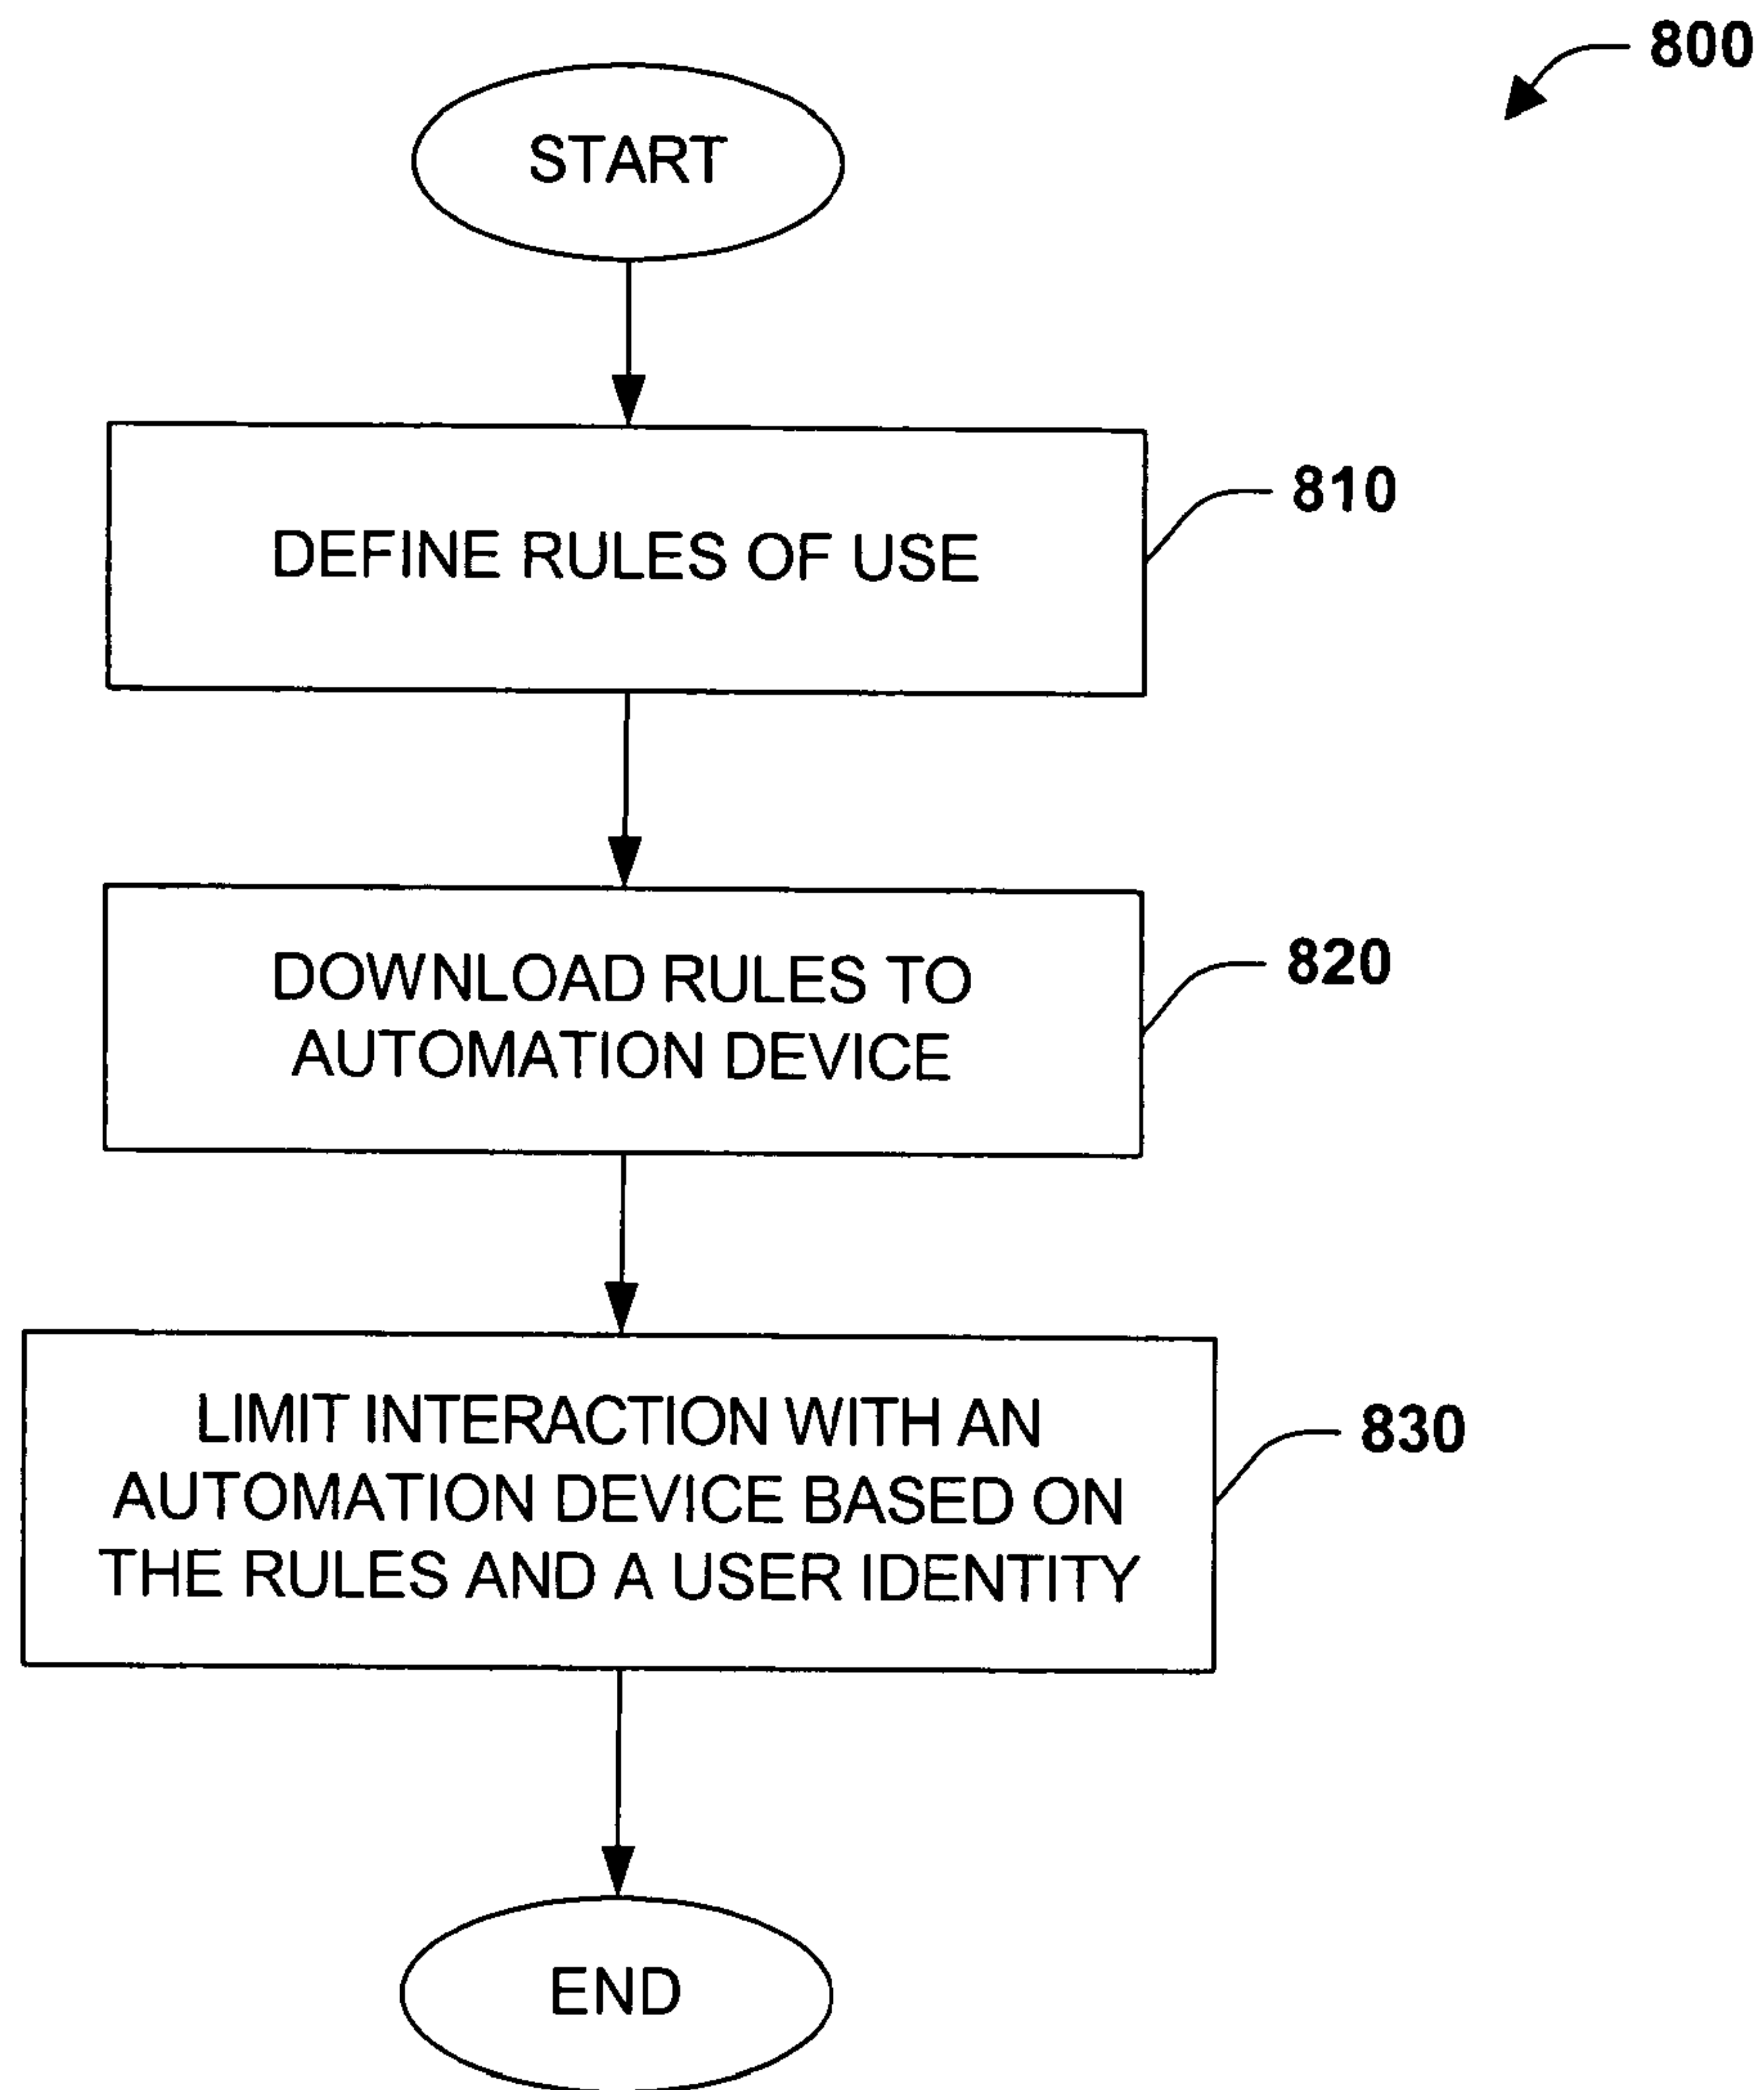 800
START
DEFINE RULES OF USE
810
DOWNLOAD RULES TO
AUTOMATION DEVICE
820
LIMIT INTERACTION WITH AN
AUTOMATION DEVICE BASED ON
THE RULES AND A USER IDENTITY
830
END